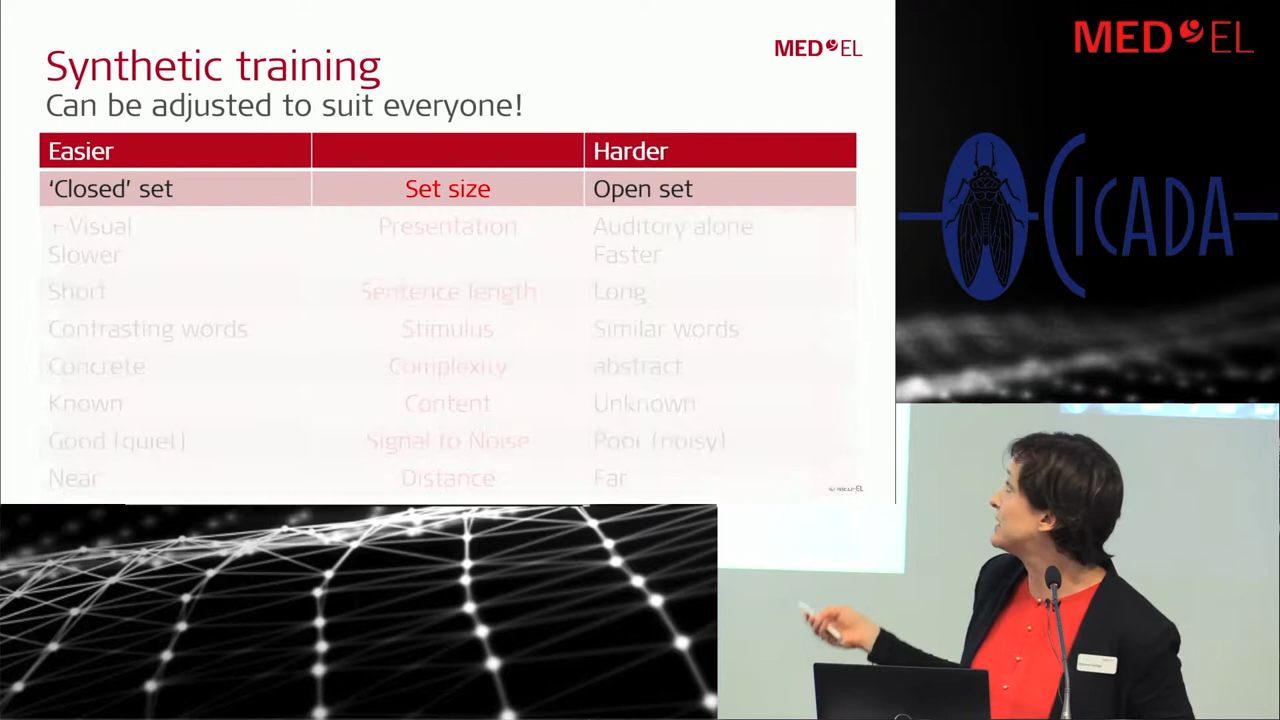 Synthetic training
Can be adjusted to suit everyone!
MED EL
Easier Harder
'Closed' set Set size Open set
+ Visual Presentation Auditory alone
Slower Faster
Short Sentence length Long
Contrasting words Stimulus Similar words
Concrete Complexity abstract
Known Content Unknown
Good (quiet) Signal to Noise Poor (noisy)
Near Distance Far
© MED-EL
MED EL
CICADA